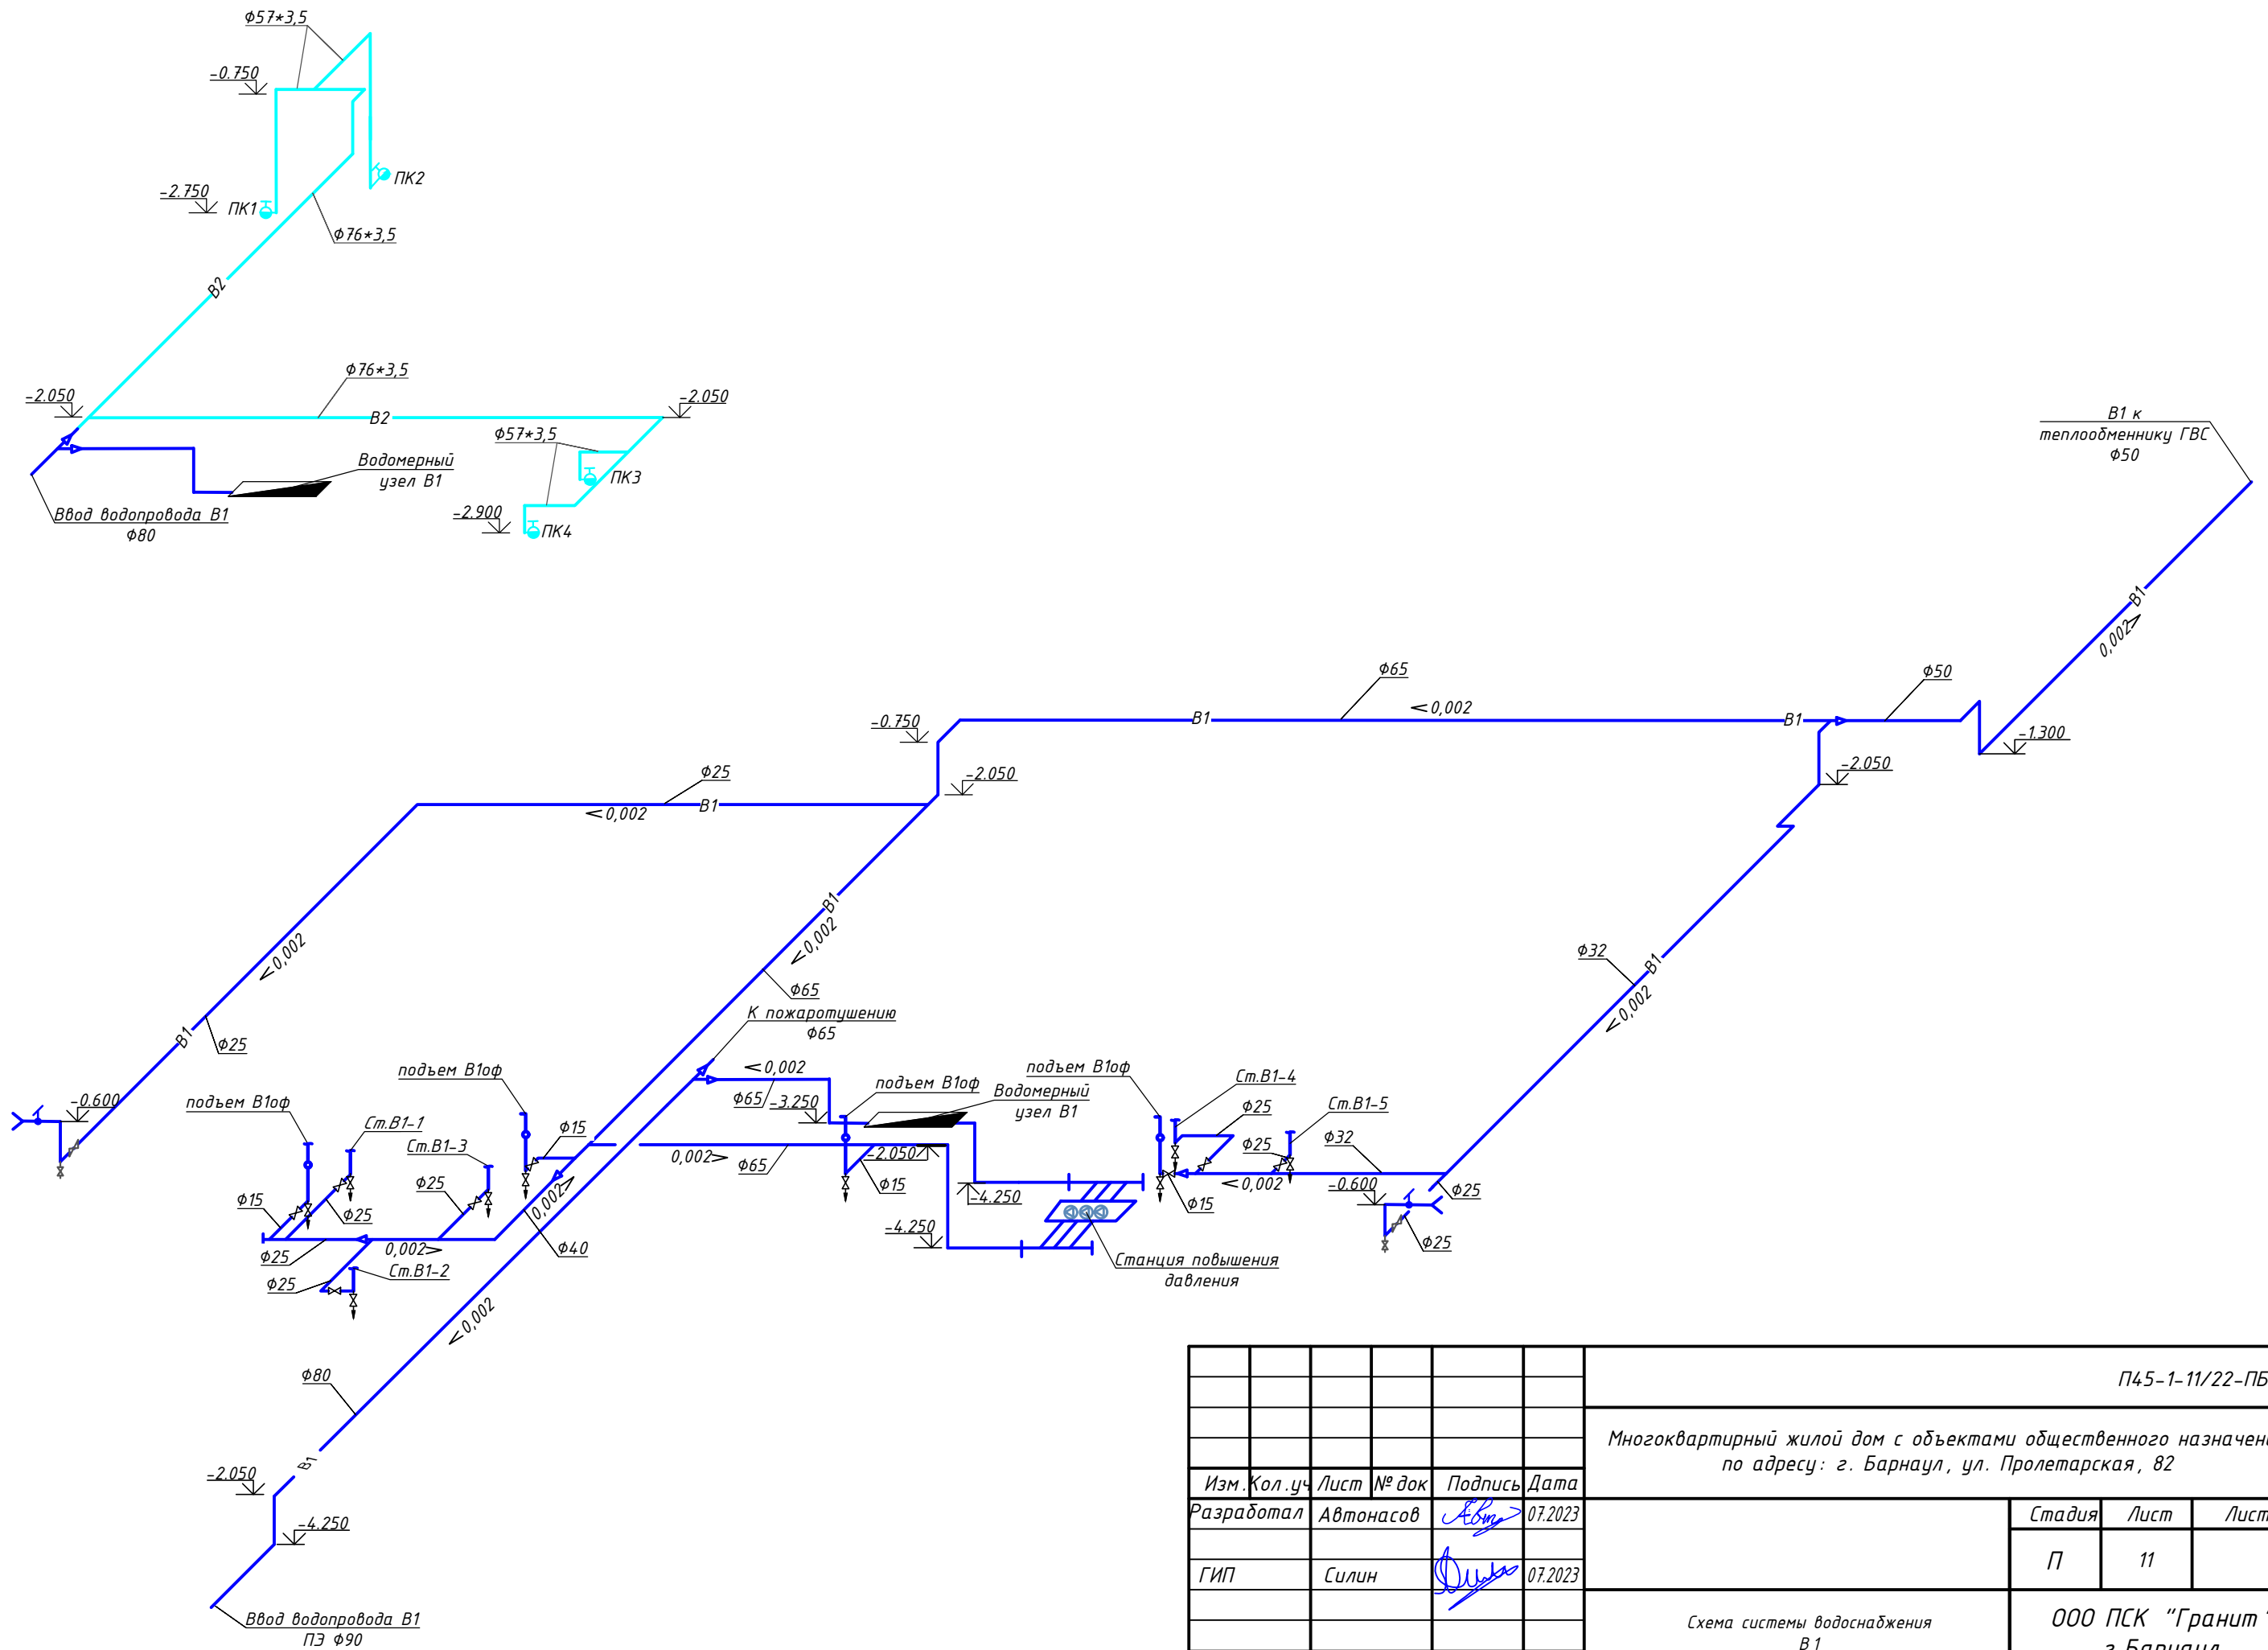 Ф57*3,5
-0.750
-2.750
ПК1
ПК2
Ф76*3,5
В2
Ф76*3,5
-2.050
В2
-2.050
Ф57*3,5
Водомерный
узел В1
ПК3
Ввод водопровода В1
Ф80
-2.900
ПК4
В1 к
теплообменнику ГВС
Ф50
В1
0,002
Ф65
Ф50
-0.750
В1
0,002
В1
-1.300
-2.050
Ф25
-2.050
В1
0,002
В1
0,002
0,002
Ф32
В1
0,002
Ф65
К пожаротушению
Ф65
В1
Ф25
подъем В1оф
0,002
подъем В1оф
подъем В1оф
Ст.В1-4
-0.600
подъем В1оф
Ф65
-3.250
Водомерный
узел В1
Ф25
Ст.В1-5
Ст.В1-1
Ст.В1-3
Ф15
0,002
Ф65
-2.050
Ф15
Ф25
Ф32
Ф15
Ф25
Ф25
0,002
-4.250
Ф15
0,002
-0.600
Ф25
Ф25
0,002
Ф40
-4.250
Ф25
Ф25
Ст.В1-2
Станция повышения
давления
0,002
Ф80
В1
-2.050
-4.250
Ввод водопровода В1
ПЭ Ф90
П45-1-11/22-ПБ
Многоквартирный жилой дом с объектами общественного назначени
по адресу: г. Барнаул, ул. Пролетарская, 82
Изм. Кол.уч Лист № док Подпись Дата
Разработал Автонасов 07.2023
Стадия Лист Лист
П 11
ГИП Силин 07.2023
Схема системы водоснабжения
В1
ООО ПСК "Гранит"
г.Барнаул